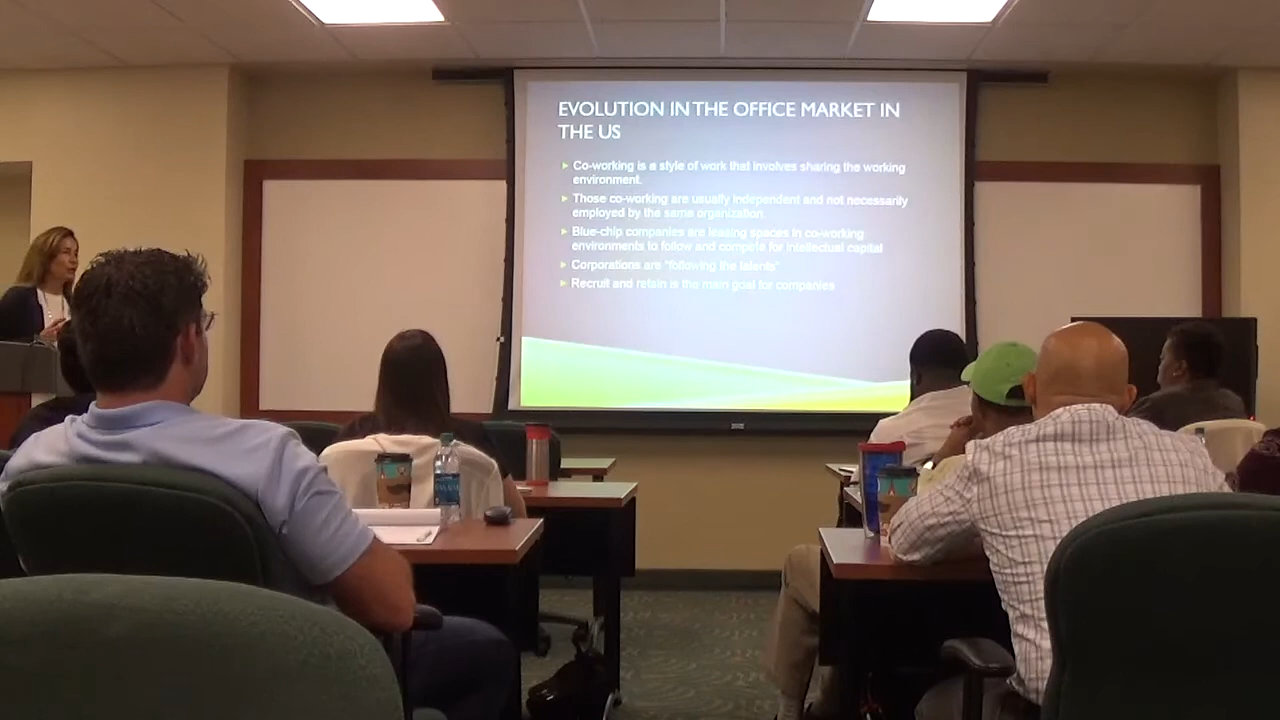 EVOLUTION IN THE OFFICE MARKET IN
THE US
Co-working is a style of work that involves sharing the working
environment.
Those co-working are usually independent and not necessarily
employed by the same organization.
Blue-chip companies are leasing spaces in co-working
environments to follow and compete for intellectual capital
Corporations are "following the talents"
Recruit and retain is the main goal for companies